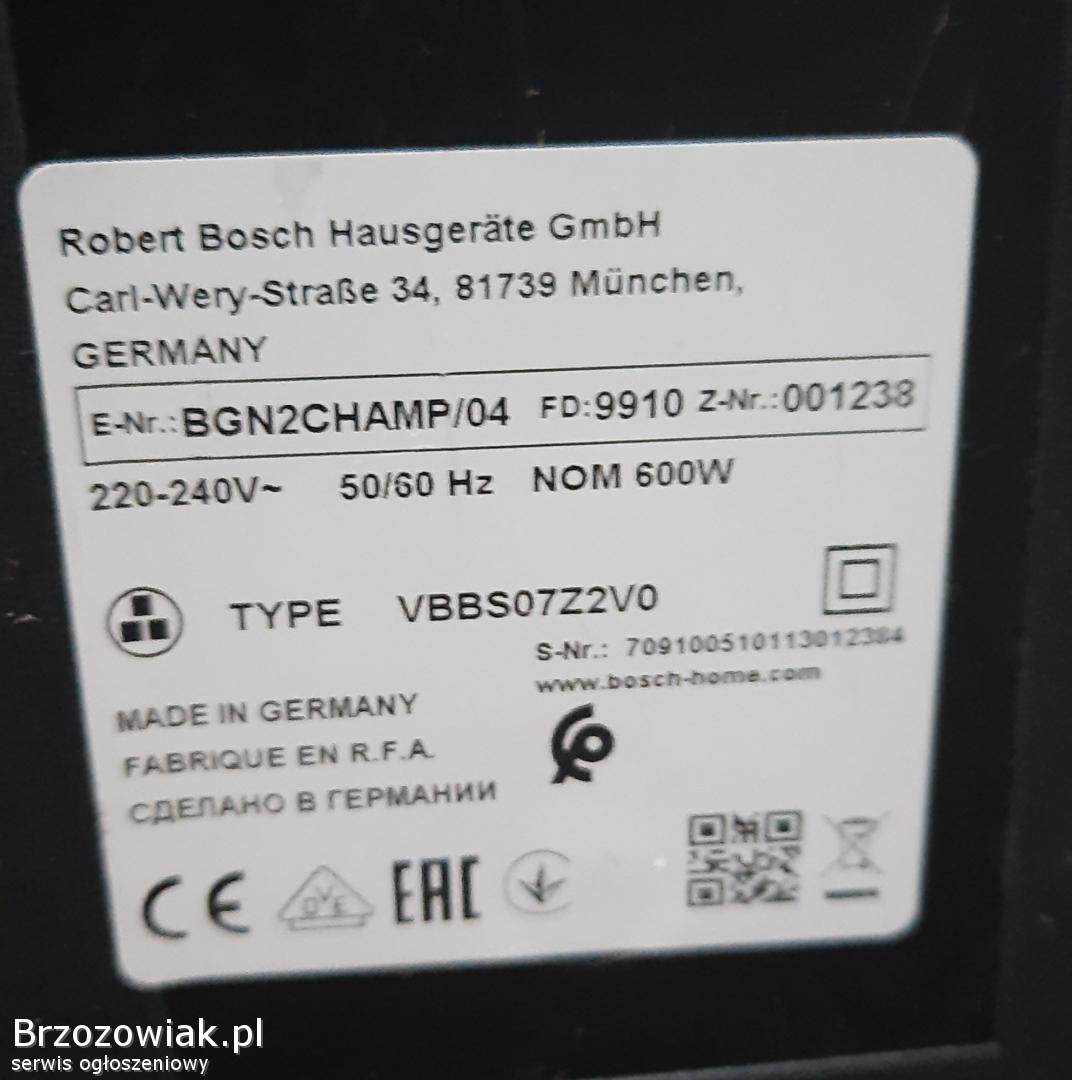 Robert Bosch Hausgeräte GmbH
Carl-Wery-Straße 34, 81739 München,
GERMANY
E-Nr.:BGN2CHAMP/04 FD:9910 Z-Nr.:001238
220-240V~ 50/60 Hz NOM 600W
TYPE VBBS07Z2V0
S-Nr.: 709100510113012384
www.bosch-home.com
MADE IN GERMANY
FABRIQUE EN R.F.A.
СДЕЛАНО В ГЕРМАНИИ
CE OVE EAC
Brzozowiak.pl
serwis ogłoszeniowy